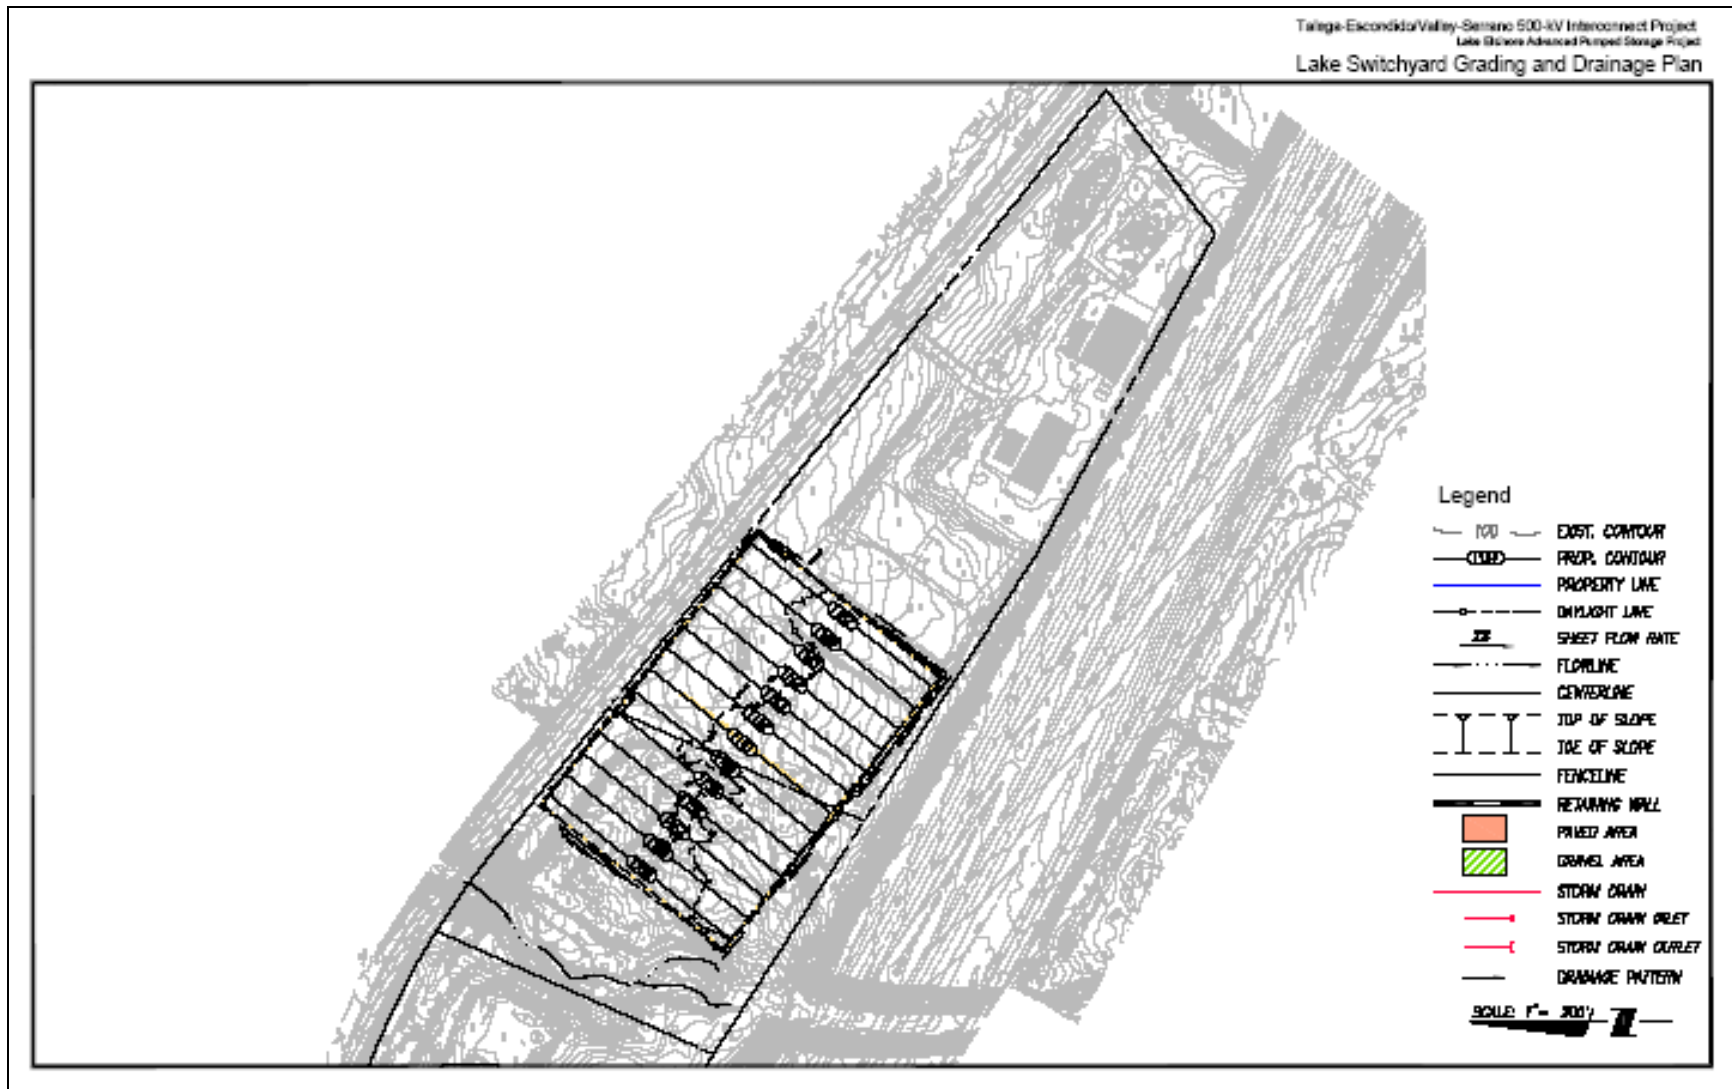 Talega-Escondido/Valley-Serrano 500-kV Interconnect Project
Lake Elsinore Advanced Pumped Storage Project
Lake Switchyard Grading and Drainage Plan
Legend
EXIST. CONTOUR
PROP. CONTOUR
PROPERTY LINE
DAYLIGHT LINE
SHEET FLOW RATE
FLOWLINE
CENTERLINE
TOP OF SLOPE
TOE OF SLOPE
FENCELINE
RETAINING WALL
PAVED AREA
GRAVEL AREA
STORM DRAIN
STORM DRAIN INLET
STORM DRAIN OUTLET
DRAINAGE PATTERN
SCALE: 1" =